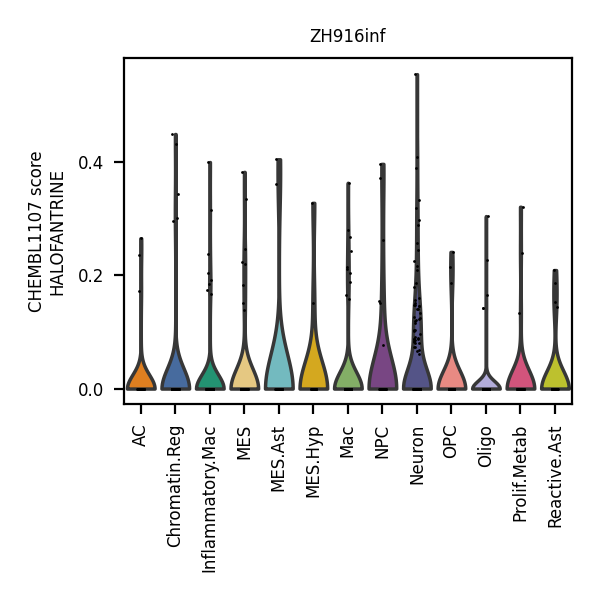 ZH916inf
CHEMBL1107 score
HALOFANTRINE
0.4
0.2
0.0
AC
Chromatin.Reg
Inflammatory.Mac
MES
MES.Ast
MES.Hyp
Mac
NPC
Neuron
OPC
Oligo
Prolif.Metab
Reactive.Ast